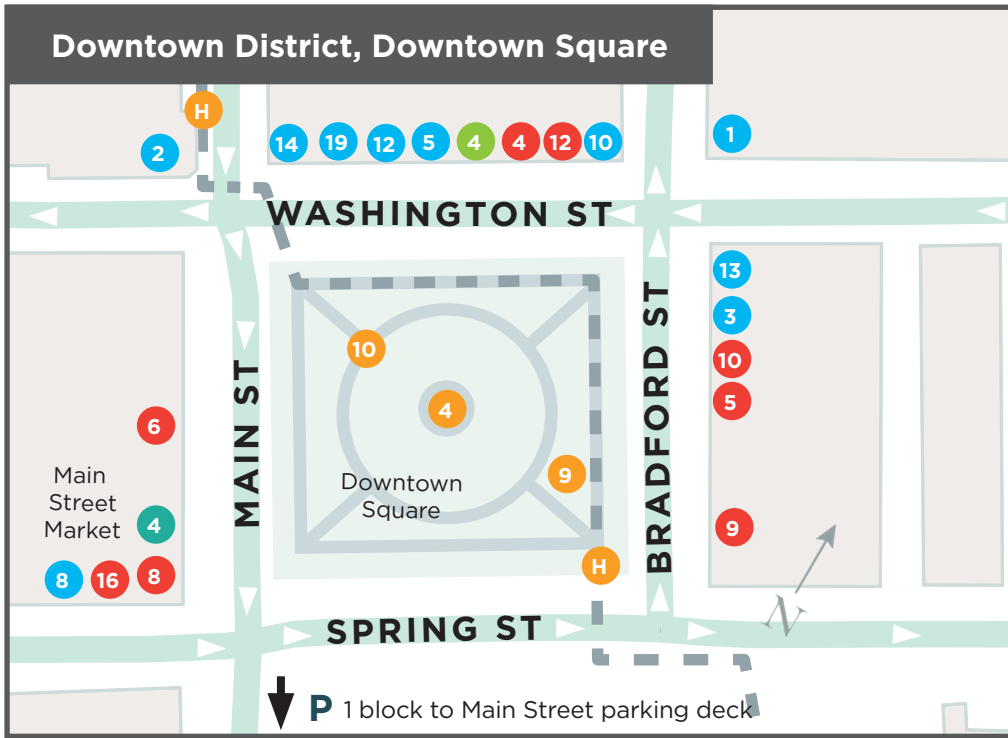 Downtown District, Downtown Square
H
2
14 19 12 5 4 4 12 10
1
WASHINGTON ST
13
3
10
5
9
10
4
9
H
Downtown
Square
MAIN ST
BRADFORD ST
6
Main
Street
Market
4
8 16 8
N
SPRING ST
P 1 block to Main Street parking deck